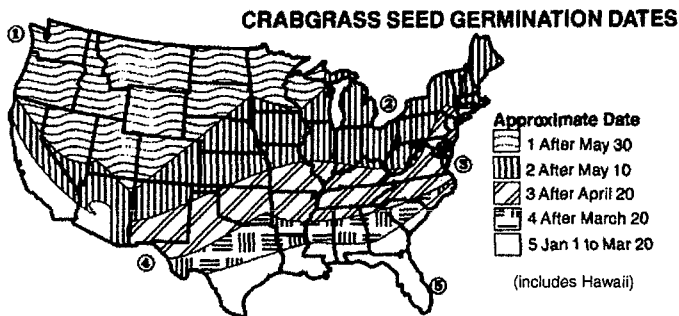 CRABGRASS SEED GERMINATION DATES
①
②
③
④
⑤
Approximate Date
1 After May 30
2 After May 10
3 After April 20
4 After March 20
5 Jan 1 to Mar 20
(includes Hawaii)